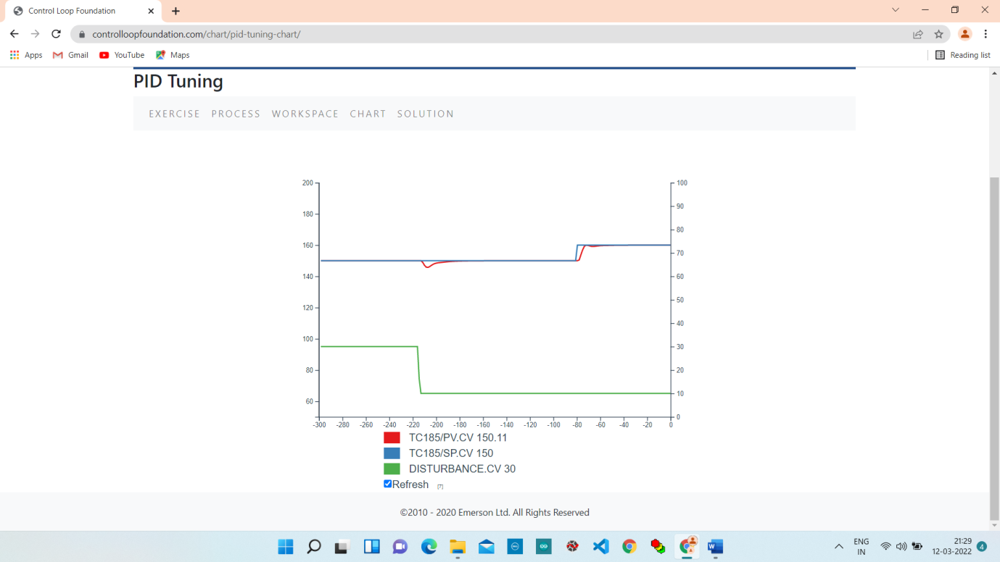 Control Loop Foundation
controlloopfoundation.com/chart/pid-tuning-chart/
Apps Gmail YouTube Maps Reading list
PID Tuning
EXERCISE PROCESS WORKSPACE CHART SOLUTION
200 100
90
180
80
160
70
140 60
50
120
40
100
30
80 20
10
60
0
-300 -280 -260 -240 -220 -200 -180 -160 -140 -120 -100 -80 -60 -40 -20 0
TC185/PV.CV 150.11
TC185/SP.CV 150
DISTURBANCE.CV 30
Refresh [7]
©2010 - 2020 Emerson Ltd. All Rights Reserved
ENG 21:29
IN 12-03-2022 4